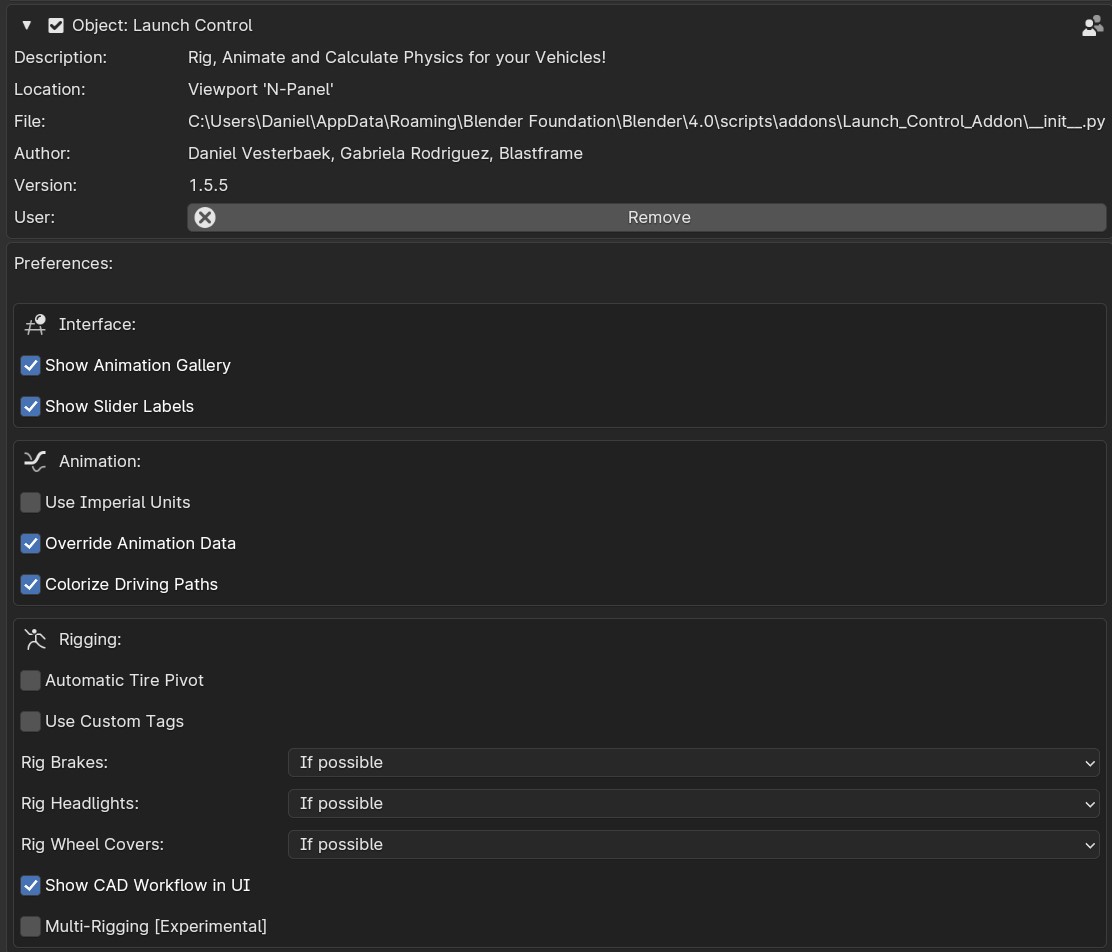 Object: Launch Control
Description: Rig, Animate and Calculate Physics for your Vehicles!
Location: Viewport 'N-Panel'
File: C:\Users\Daniel\AppData\Roaming\Blender Foundation\Blender\4.0\scripts\addons\Launch_Control_Addon\__init__.py
Author: Daniel Vesterbaek, Gabriela Rodriguez, Blastframe
Version: 1.5.5
User: Remove
Preferences:
Interface:
Show Animation Gallery
Show Slider Labels
Animation:
Use Imperial Units
Override Animation Data
Colorize Driving Paths
Rigging:
Automatic Tire Pivot
Use Custom Tags
Rig Brakes: If possible
Rig Headlights: If possible
Rig Wheel Covers: If possible
Show CAD Workflow in UI
Multi-Rigging [Experimental]